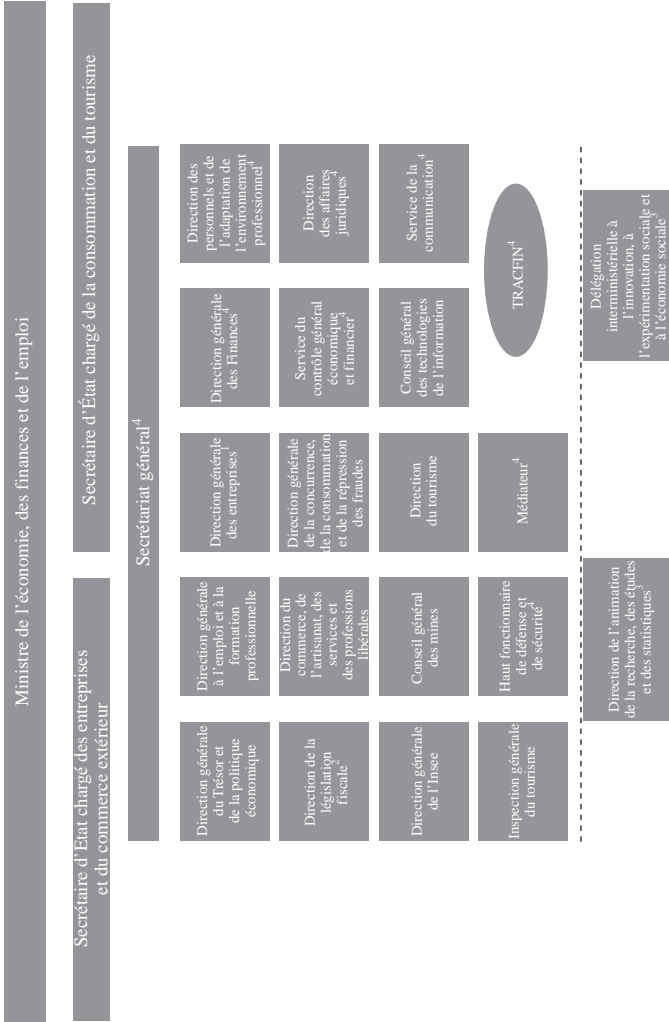 Ministre de l'économie, des finances et de l'emploi
Secrétaire d'État chargé des entreprises
et du commerce extérieur
Secrétaire d'État chargé de la consommation et du tourisme
Secrétariat général4
Direction générale
du Trésor et
de la politique
économique
Direction générale
à l'emploi et à la
formation
professionnelle
Direction générale
des entreprises1
Direction générale
des Finances4
Direction des
personnels et de
l'adaptation de
l'environnement
professionnel4
Direction de la
législation
fiscale2
Direction du
commerce, de
l'artisanat, des
services et
des professions
libérales
Direction générale
de la concurrence,
de la consommation
et de la répression
des fraudes
Service du
contrôle général
économique
et financier4
Direction
des affaires
juridiques4
Direction générale
de l'Insee
Conseil général
des mines
Direction
du tourisme
Conseil général
des technologies
de l'information
Service de la
communication4
Inspection générale
du tourisme
Haut fonctionnaire
de défense et
de sécurité4
Médiateur4
TRACFIN4
Direction de l'animation
de la recherche, des études
et des statistiques3
Délégation
interministérielle à
l'innovation, à
l'expérimentation sociale et
à l'économie sociale3